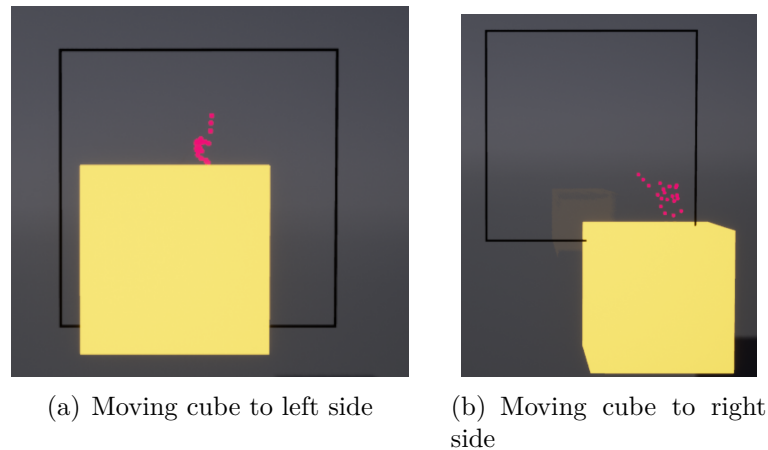 (a) Moving cube to left side
(b) Moving cube to right
side